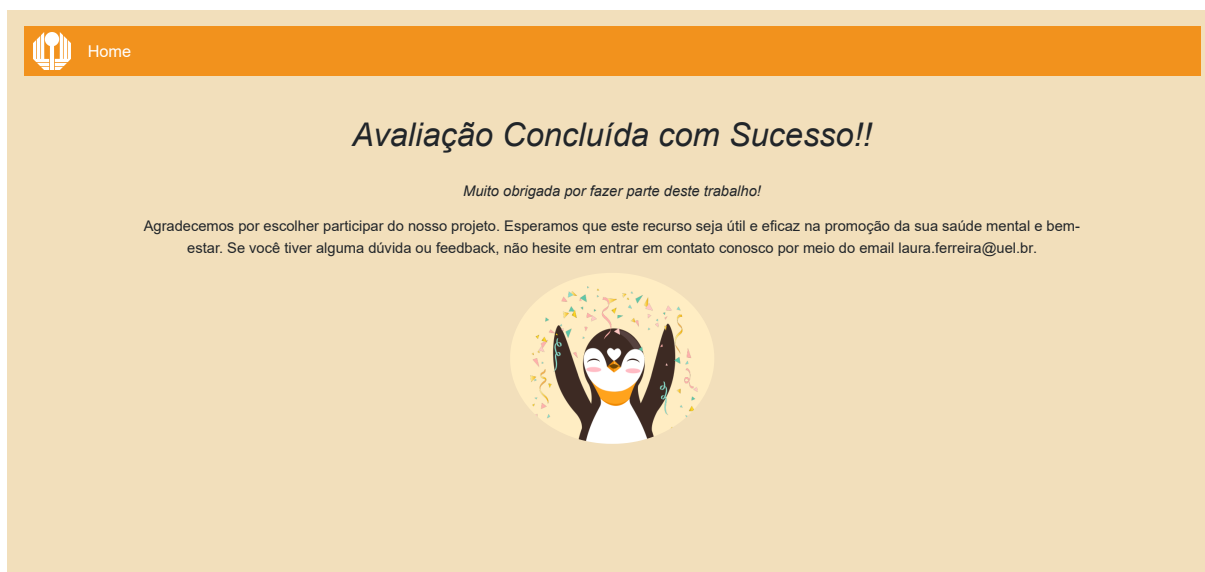 Home
Avaliação Concluída com Sucesso!!
Muito obrigada por fazer parte deste trabalho!
Agradecemos por escolher participar do nosso projeto. Esperamos que este recurso seja útil e eficaz na promoção da sua saúde mental e bem-
estar. Se você tiver alguma dúvida ou feedback, não hesite em entrar em contato conosco por meio do email laura.ferreira@uel.br.